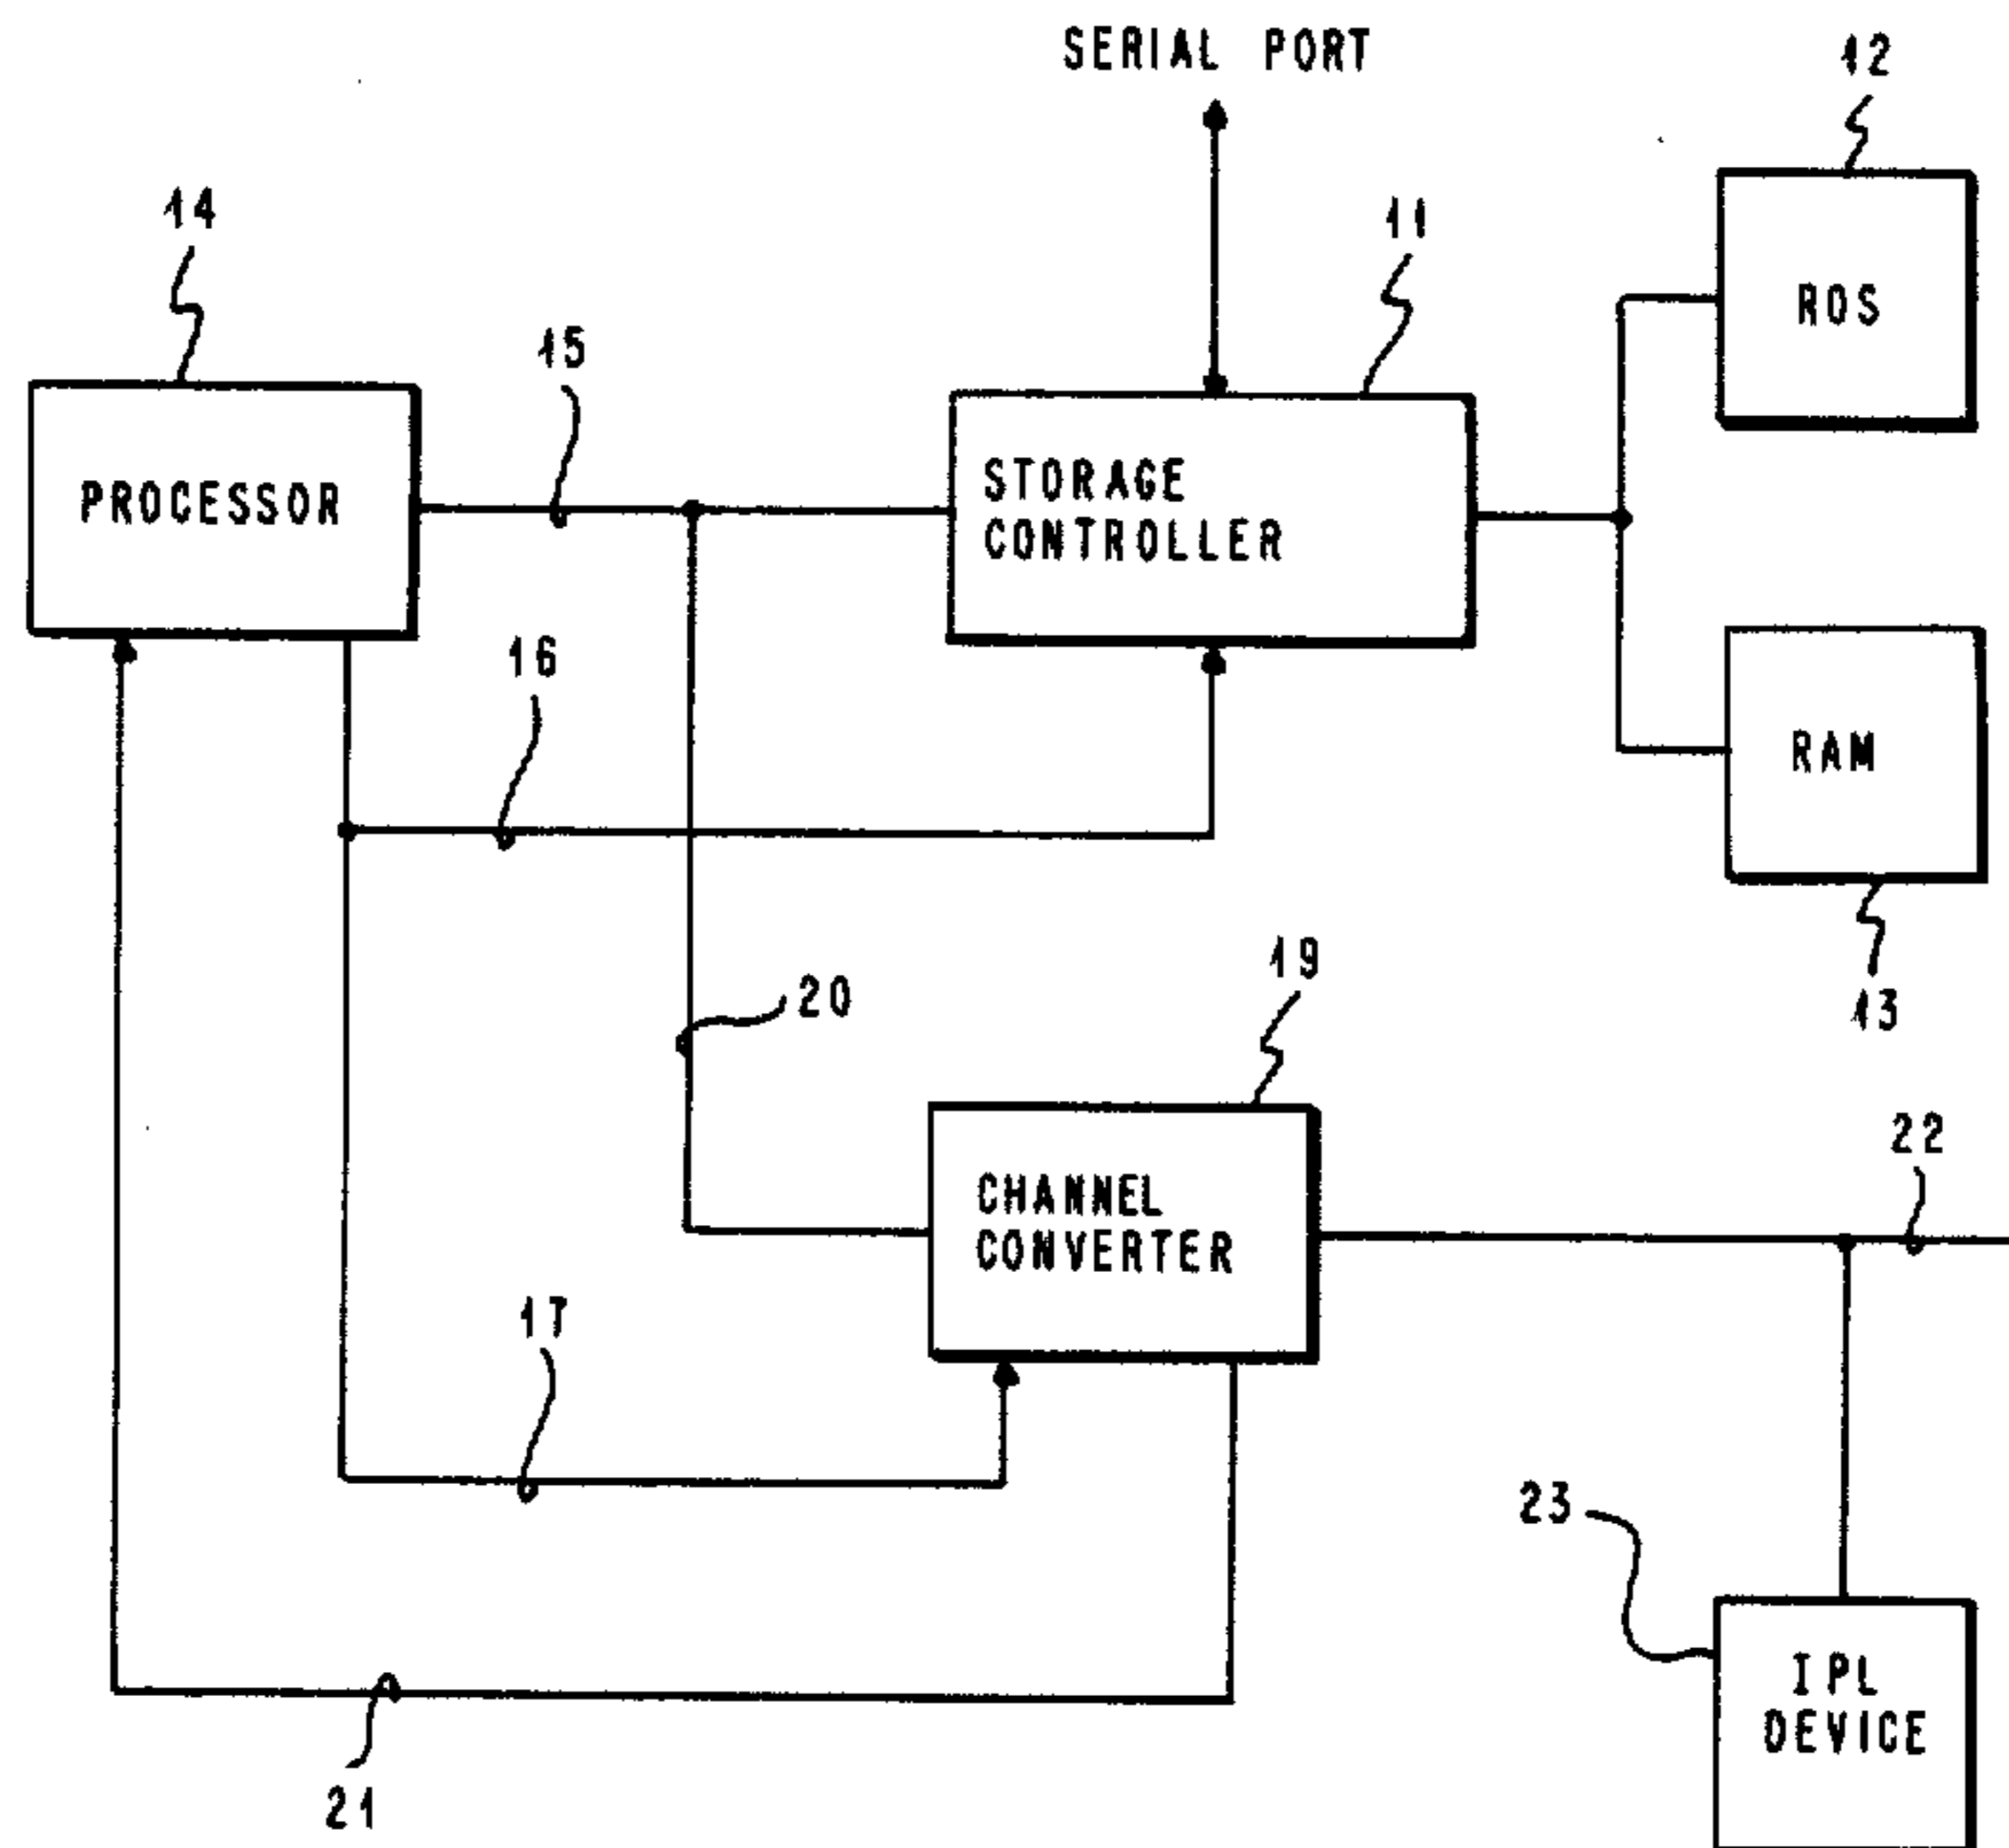 SERIAL PORT
12
14
11
15
ROS
PROCESSOR
STORAGE
CONTROLLER
16
RAM
19
20
13
22
CHANNEL
CONVERTER
17
23
IPL
DEVICE
21